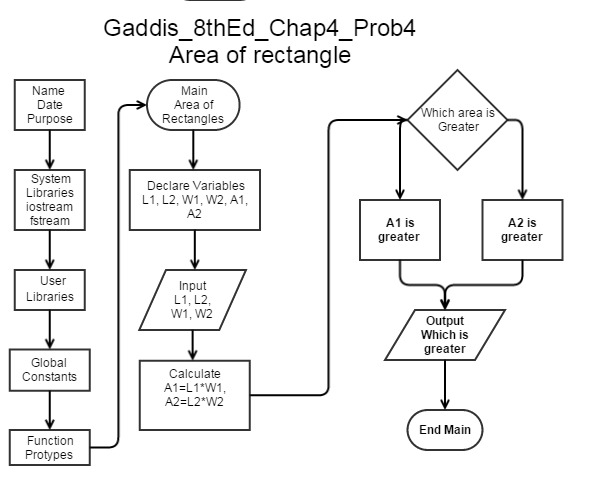 Gaddis_8thEd_Chap4_Prob4
Area of rectangle
Name
Date
Purpose
System
Libraries
iostream
fstream
User
Libraries
Global
Constants
Function
Protypes
Main
Area of
Rectangles
Declare Variables
L1, L2, W1, W2, A1,
A2
Input
L1, L2,
W1, W2
Calculate
A1=L1*W1,
A2=L2*W2
Which area is
Greater
A1 is
greater
A2 is
greater
Output
Which is
greater
End Main